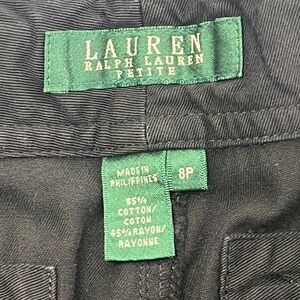 LAUREN
RALPH LAUREN
PETITE
MADE IN
PHILIPPINES
8P
55%
COTTON/
COTON
45% RAYON/
RAYONNE